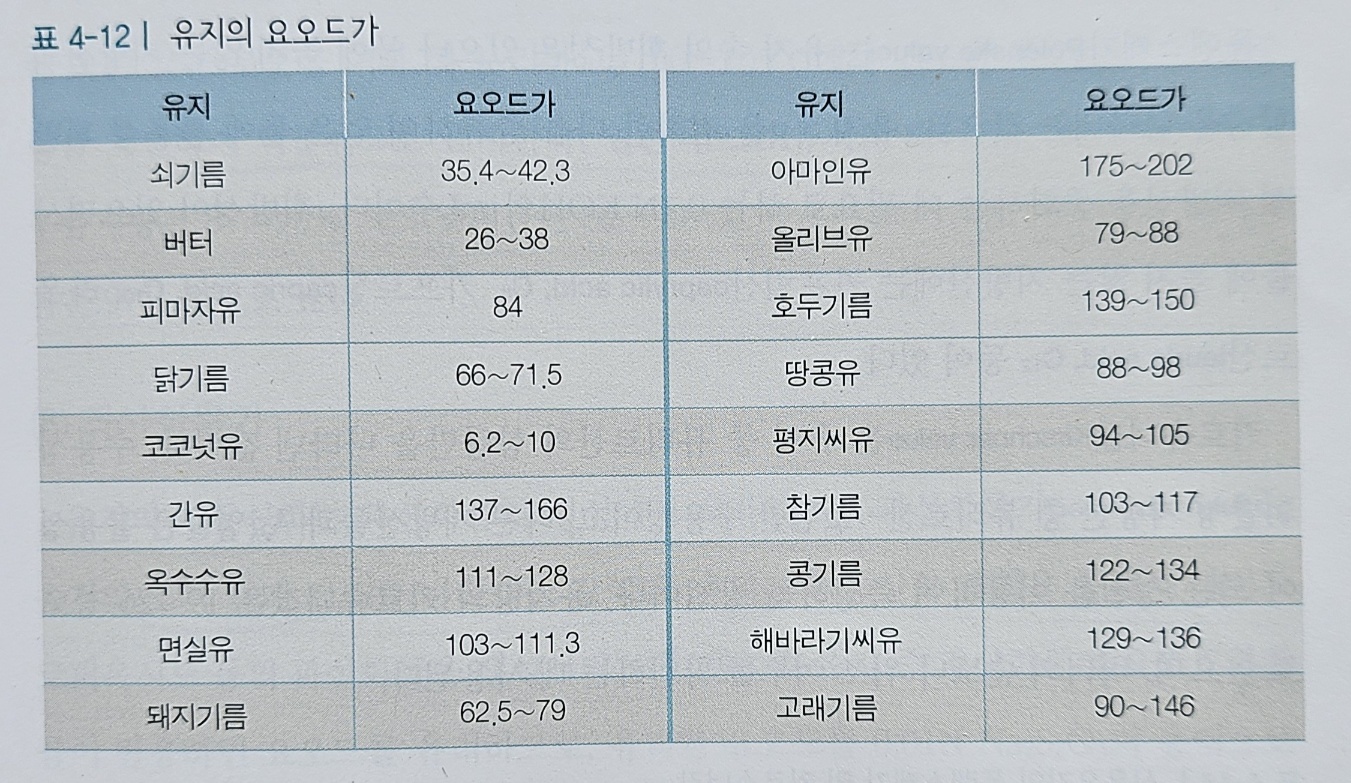 표 4-12 | 유지의 요오드가
유지 요오드가 유지 요오드가
쇠기름 35.4~42.3 아마인유 175~202
버터 26~38 올리브유 79~88
피마자유 84 호두기름 139~150
닭기름 66~71.5 땅콩유 88~98
코코넛유 6.2~10 평지씨유 94~105
간유 137~166 참기름 103~117
옥수수유 111~128 콩기름 122~134
면실유 103~111.3 해바라기씨유 129~136
돼지기름 62.5~79 고래기름 90~146